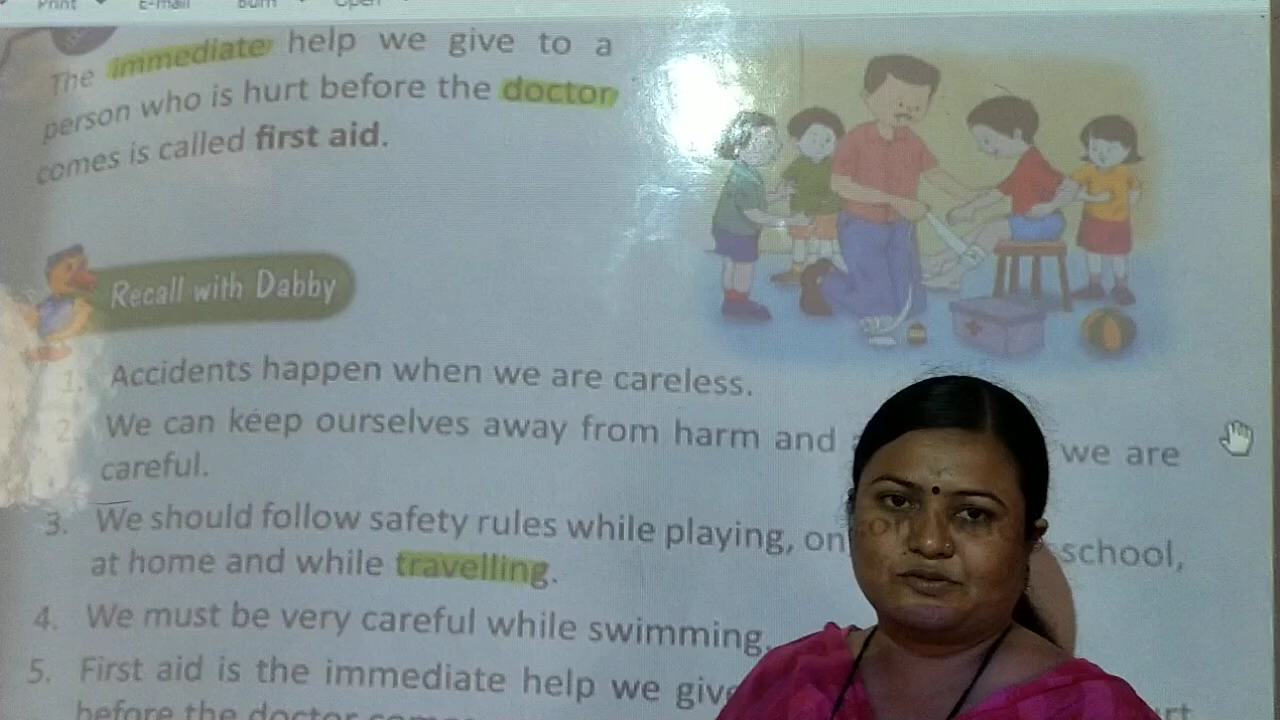 Print E-mail Burn Open
The immediate help we give to a
person who is hurt before the doctor
comes is called first aid.
Recall with Dabby
1. Accidents happen when we are careless.
2. We can keep ourselves away from harm and we are
careful.
3. We should follow safety rules while playing, on school,
at home and while travelling.
4. We must be very careful while swimming.
5. First aid is the immediate help we give
before the doctor